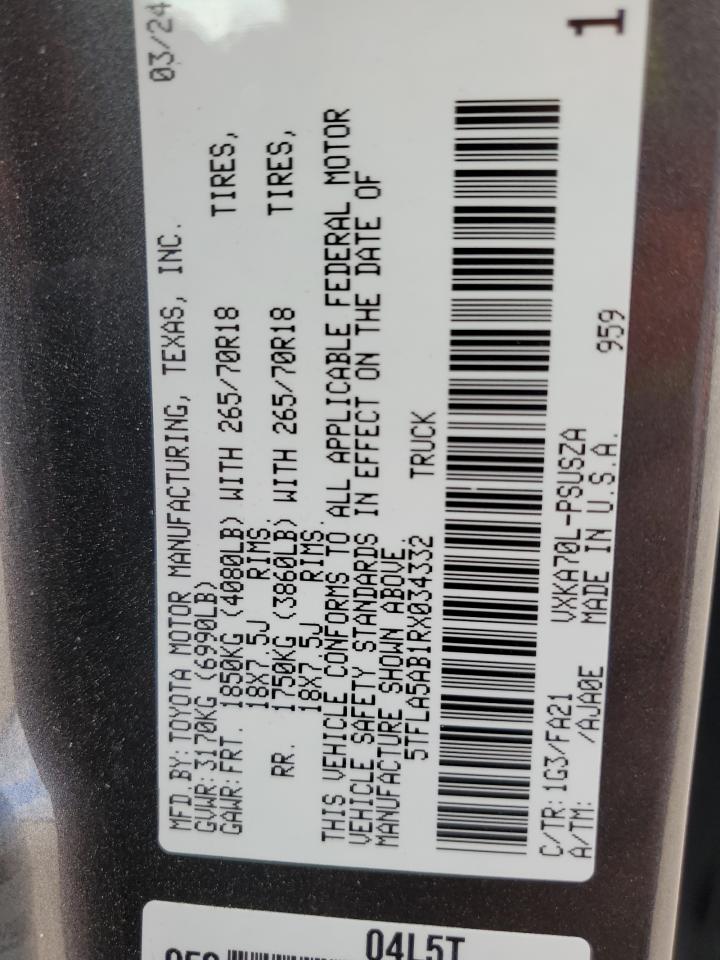 MFD.BY: TOYOTA MOTOR MANUFACTURING, TEXAS, INC. 03/24
GVWR: 3170KG (6990LB)
GAWR: FRT. 1850KG (4080LB) WITH 265/70R18 TIRES,
18X7.5J RIMS
RR. 1750KG (3860LB) WITH 265/70R18 TIRES,
18X7.5J RIMS.
THIS VEHICLE CONFORMS TO ALL APPLICABLE FEDERAL MOTOR
VEHICLE SAFETY STANDARDS IN EFFECT ON THE DATE OF
MANUFACTURE SHOWN ABOVE.
5TFLA5AB1RX034332 TRUCK
C/TR: 1G3/FA21 VXKA70L-PSUSZA 959
A/TM: /AJA0E MADE IN U.S.A.
1
04L5T